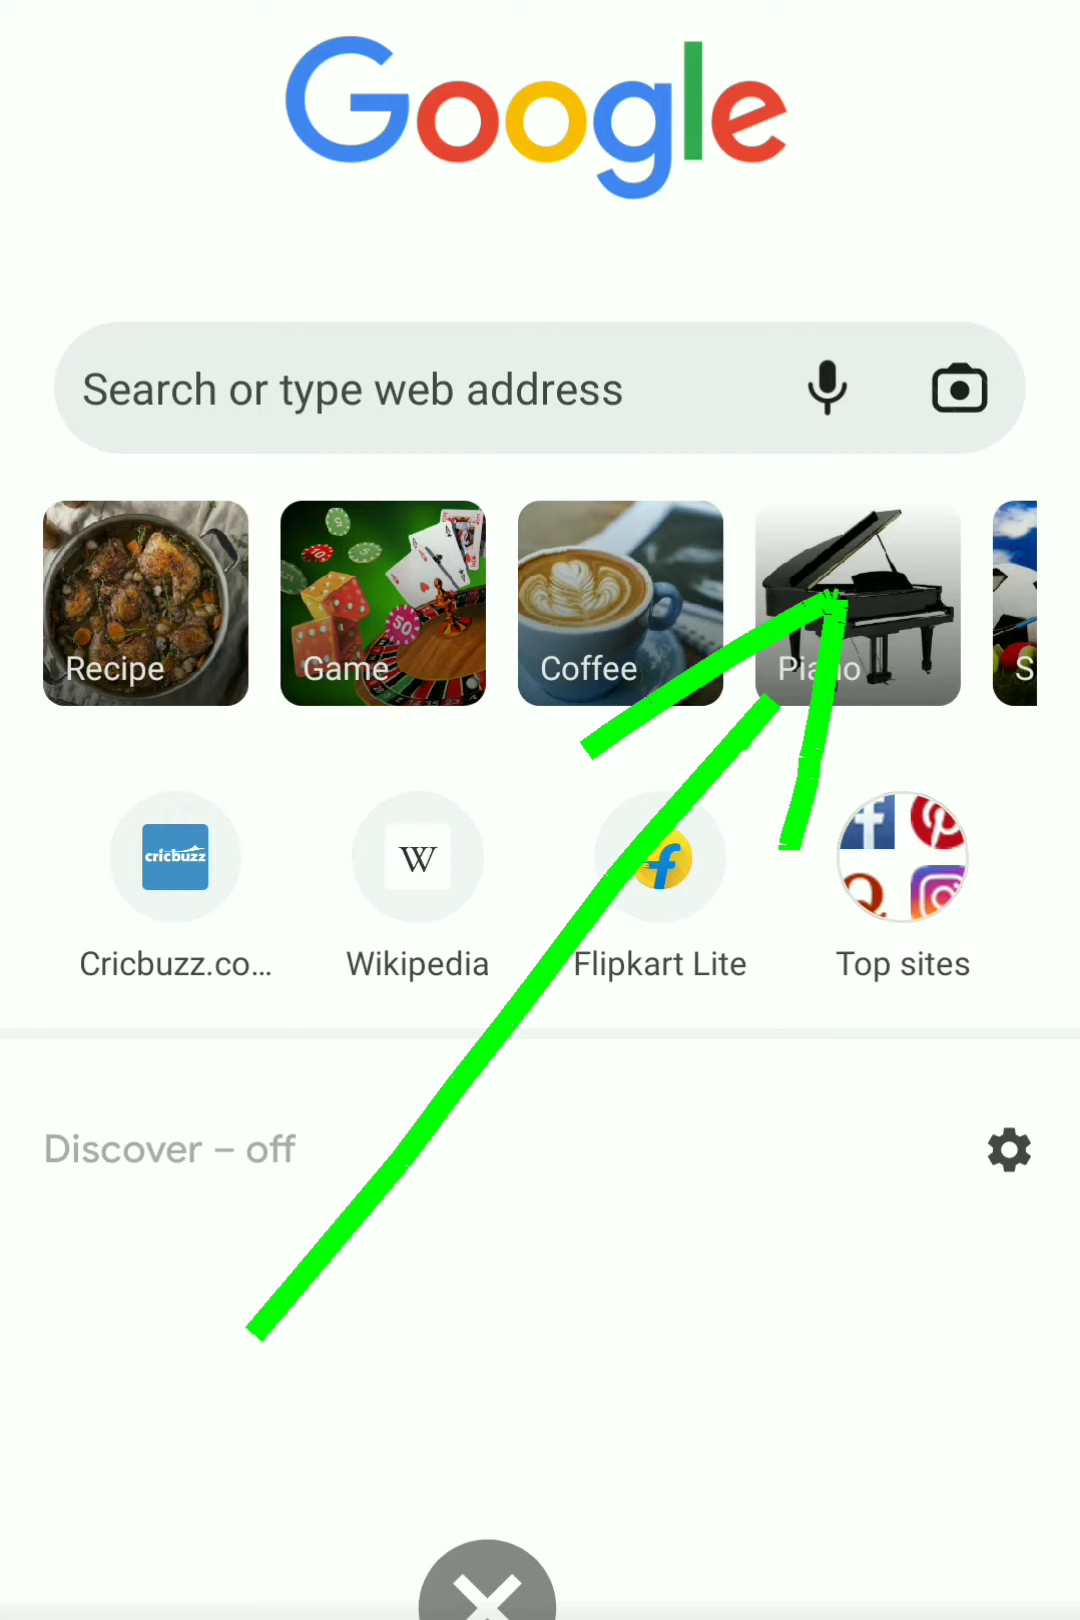 Google
Search or type web address
Recipe
Game
Coffee
Piano
S
cricbuzz
W
Cricbuzz.co...
Wikipedia
Flipkart Lite
Top sites
Discover – off